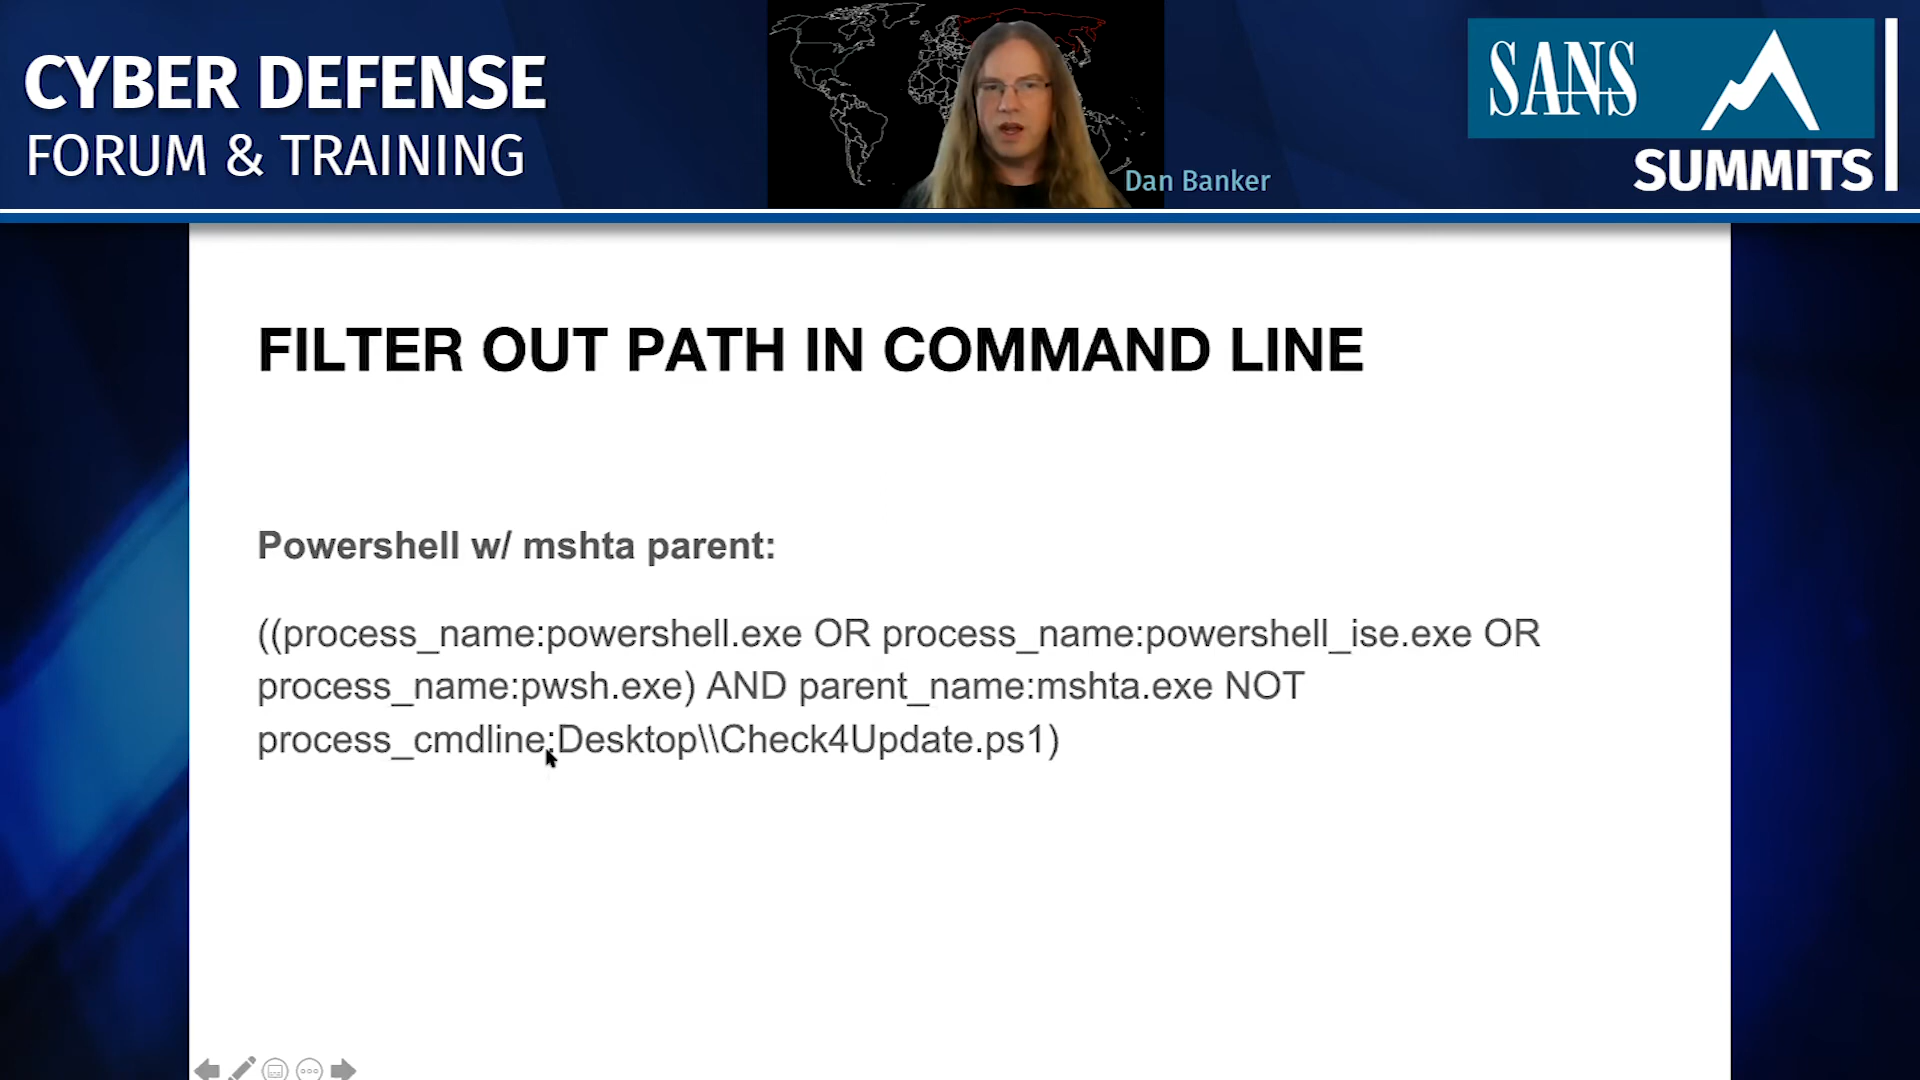 CYBER DEFENSE
FORUM & TRAINING
Dan Banker
SANS
SUMMITS
FILTER OUT PATH IN COMMAND LINE
Powershell w/ mshta parent:
((process_name:powershell.exe OR process_name:powershell_ise.exe OR
process_name:pwsh.exe) AND parent_name:mshta.exe NOT
process_cmdline:Desktop\\Check4Update.ps1)